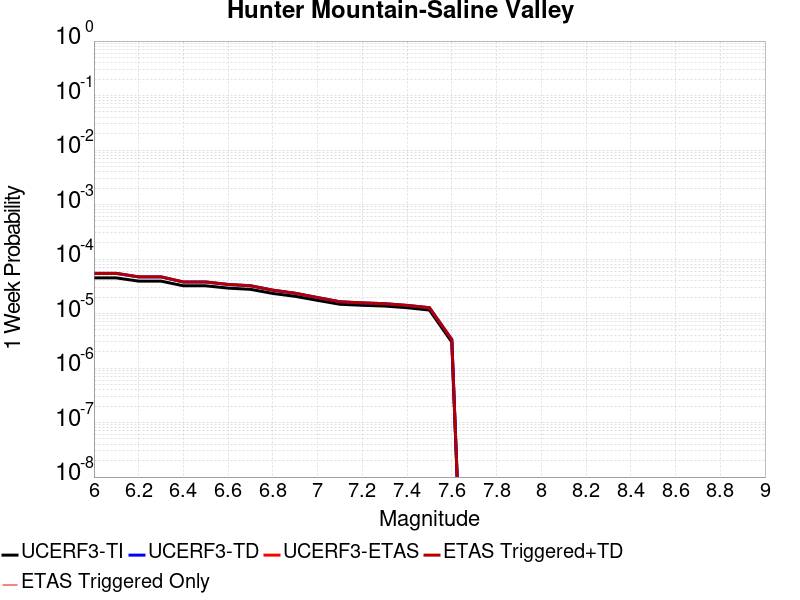 Hunter Mountain-Saline Valley
10^0
10^-1
10^-2
10^-3
10^-4
10^-5
10^-6
10^-7
10^-8
1 Week Probability
6 6.2 6.4 6.6 6.8 7 7.2 7.4 7.6 7.8 8 8.2 8.4 8.6 8.8 9
Magnitude
UCERF3-TI UCERF3-TD UCERF3-ETAS ETAS Triggered+TD
ETAS Triggered Only